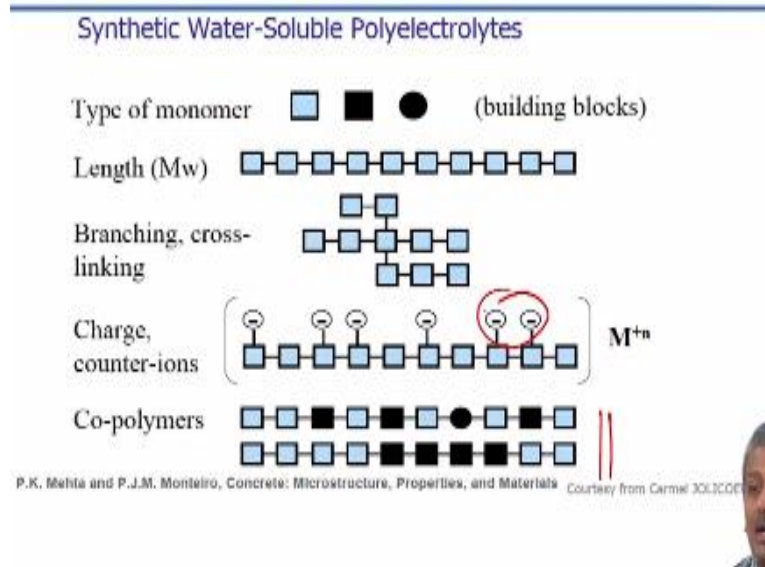 Synthetic Water-Soluble Polyelectrolytes
Type of monomer (building blocks)
Length (Mw)
Branching, cross-
linking
Charge,
counter-ions
M+n
Co-polymers
P.K. Mehta and P.J.M. Monteiro, Concrete: Microstructure, Properties, and Materials
Courtesy from Carmel